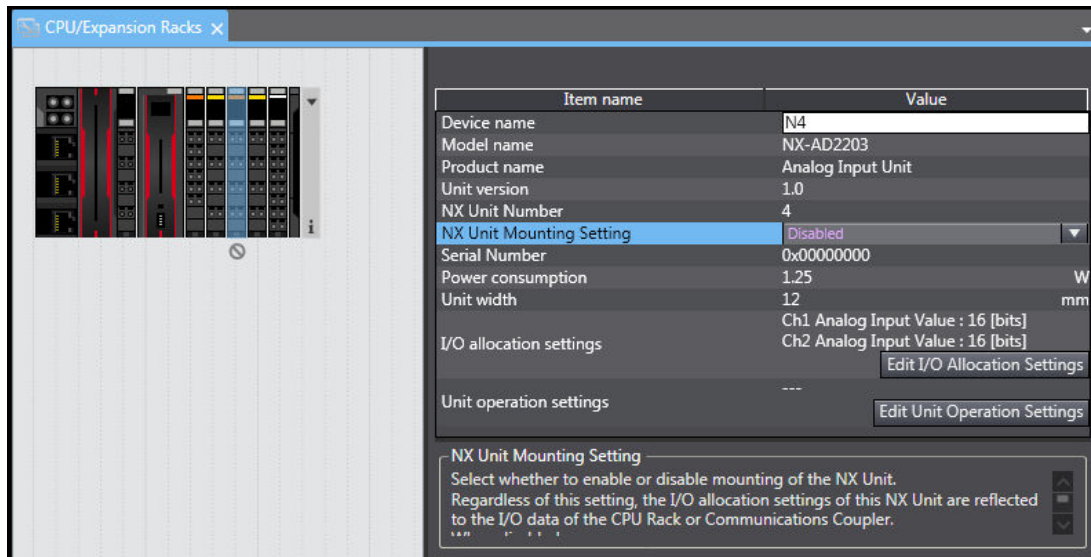 CPU/Expansion Racks
Item name Value
Device name N4
Model name NX-AD2203
Product name Analog Input Unit
Unit version 1.0
NX Unit Number 4
NX Unit Mounting Setting Disabled
Serial Number 0x00000000
Power consumption 1.25 W
Unit width 12 mm
I/O allocation settings
Ch1 Analog Input Value : 16 [bits]
Ch2 Analog Input Value : 16 [bits]
Edit I/O Allocation Settings
Unit operation settings
---
Edit Unit Operation Settings
NX Unit Mounting Setting
Select whether to enable or disable mounting of the NX Unit.
Regardless of this setting, the I/O allocation settings of this NX Unit are reflected
to the I/O data of the CPU Rack or Communications Coupler.